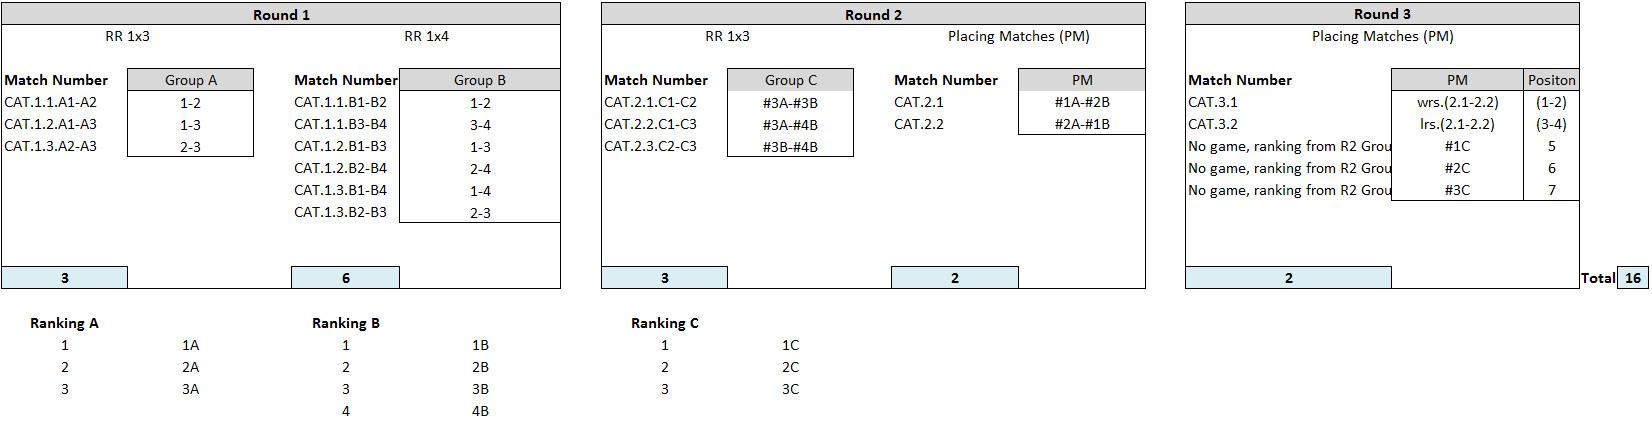 Round 1
RR 1x3 RR 1x4
Match Number Group A Match Number Group B
CAT.1.1.A1-A2 1-2 CAT.1.1.B1-B2 1-2
CAT.1.2.A1-A3 1-3 CAT.1.1.B3-B4 3-4
CAT.1.3.A2-A3 2-3 CAT.1.2.B1-B3 1-3
CAT.1.2.B2-B4 2-4
CAT.1.3.B1-B4 1-4
CAT.1.3.B2-B3 2-3
3 6
Round 2
RR 1x3 Placing Matches (PM)
Match Number Group C Match Number PM
CAT.2.1.C1-C2 #3A-#3B CAT.2.1 #1A-#2B
CAT.2.2.C1-C3 #3A-#4B CAT.2.2 #2A-#1B
CAT.2.3.C2-C3 #3B-#4B
3 2
Round 3
Placing Matches (PM)
Match Number PM Positon
CAT.3.1 wrs.(2.1-2.2) (1-2)
CAT.3.2 lrs.(2.1-2.2) (3-4)
No game, ranking from R2 Grou #1C 5
No game, ranking from R2 Grou #2C 6
No game, ranking from R2 Grou #3C 7
2 Total 16
Ranking A Ranking B Ranking C
1 1A 1 1B 1 1C
2 2A 2 2B 2 2C
3 3A 3 3B 3 3C
4 4B